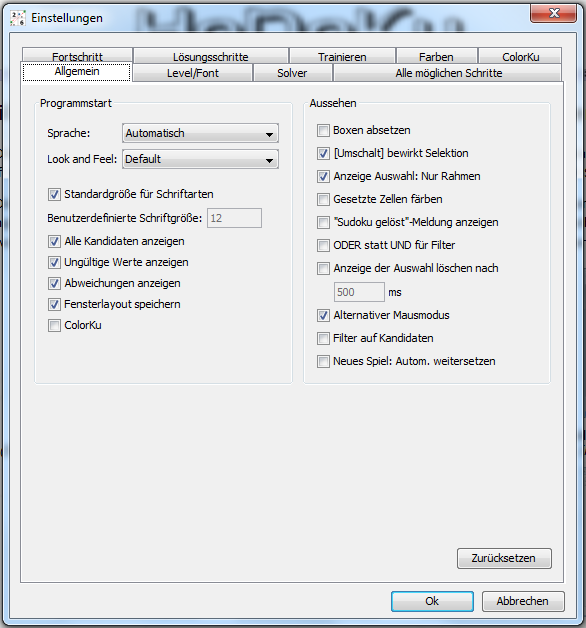 Einstellungen
Fortschritt
Lösungsschritte
Trainieren
Farben
ColorKu
Allgemein
Level/Font
Solver
Alle möglichen Schritte
Programmstart
Sprache:
Automatisch
Look and Feel:
Default
Standardgröße für Schriftarten
Benutzerdefinierte Schriftgröße:
12
Alle Kandidaten anzeigen
Ungültige Werte anzeigen
Abweichungen anzeigen
Fensterlayout speichern
ColorKu
Aussehen
Boxen absetzen
[Umschalt] bewirkt Selektion
Anzeige Auswahl: Nur Rahmen
Gesetzte Zellen färben
"Sudoku gelöst"-Meldung anzeigen
ODER statt UND für Filter
Anzeige der Auswahl löschen nach
500 ms
Alternativer Mausmodus
Filter auf Kandidaten
Neues Spiel: Autom. weitersetzen
Zurücksetzen
Ok
Abbrechen